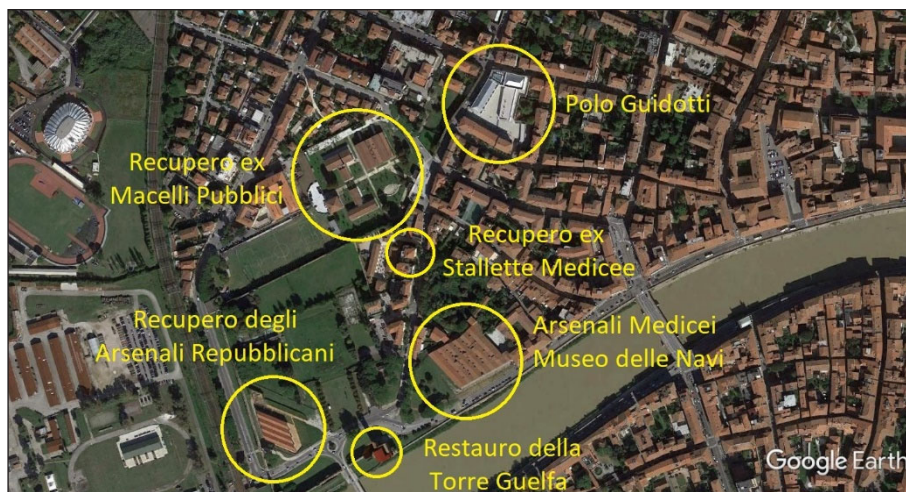 Polo Guidotti
Recupero ex
Macelli Pubblici
Recupero ex
Stallette Medicee
Recupero degli
Arsenali Repubblicani
Arsenali Medicei
Museo delle Navi
Restauro della
Torre Guelfa
Google Earth